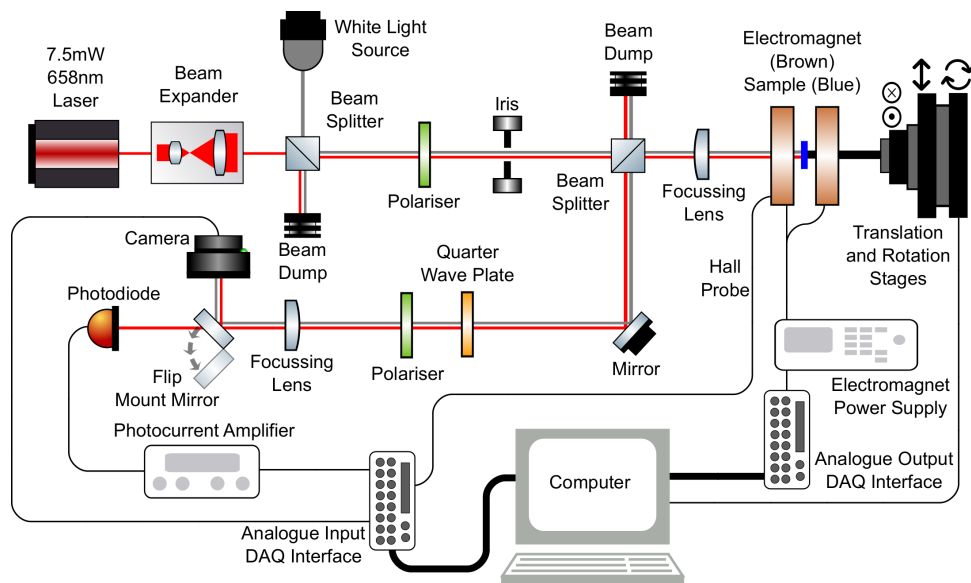 7.5mW
658nm
Laser
Beam
Expander
White Light
Source
Beam
Splitter
Polariser
Iris
Beam
Dump
Beam
Splitter
Focussing
Lens
Electromagnet
(Brown)
Sample (Blue)
Translation
and Rotation
Stages
Camera
Beam
Dump
Quarter
Wave Plate
Hall
Probe
Photodiode
Flip
Mount Mirror
Focussing
Lens
Polariser
Mirror
Electromagnet
Power Supply
Photocurrent Amplifier
Analogue Input
DAQ Interface
Computer
Analogue Output
DAQ Interface